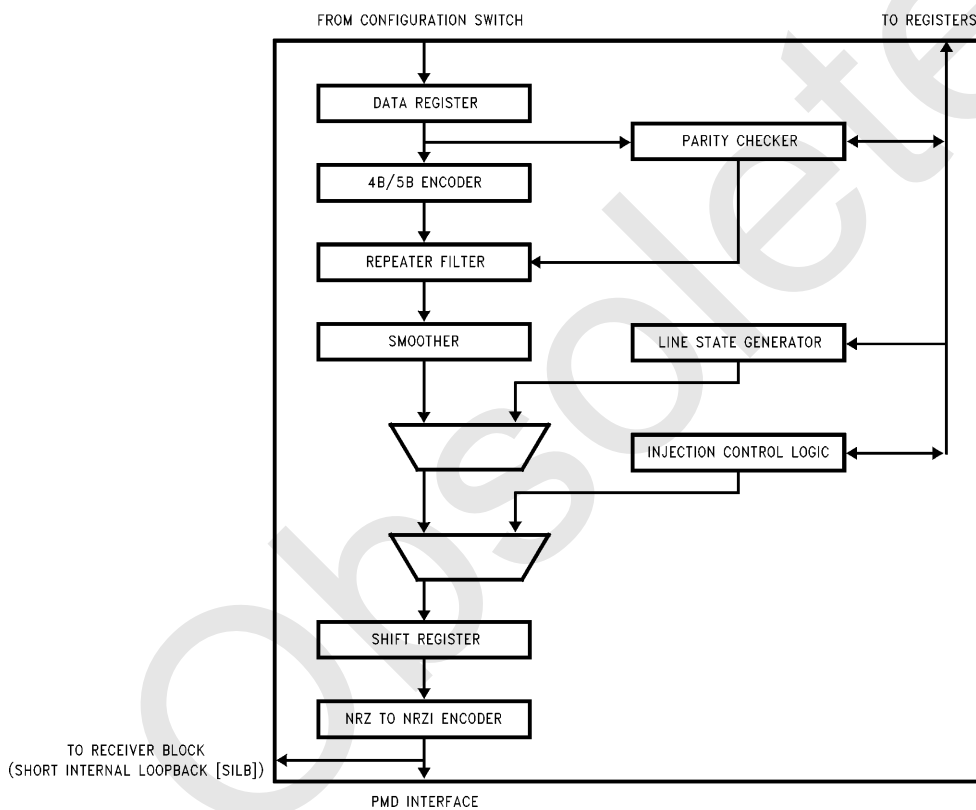 FROM CONFIGURATION SWITCH
TO REGISTERS
DATA REGISTER
PARITY CHECKER
4B/5B ENCODER
REPEATER FILTER
SMOOTHER
LINE STATE GENERATOR
INJECTION CONTROL LOGIC
SHIFT REGISTER
NRZ TO NRZI ENCODER
TO RECEIVER BLOCK
(SHORT INTERNAL LOOPBACK [SILB])
PMD INTERFACE
Obsolete